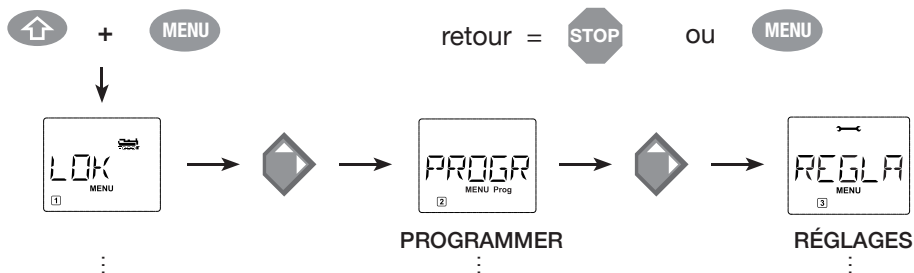 + MENU retour = STOP ou MENU
LOK PROGR REGLA
MENU MENU Prog MENU
1 2 3
PROGRAMMER RÉGLAGES